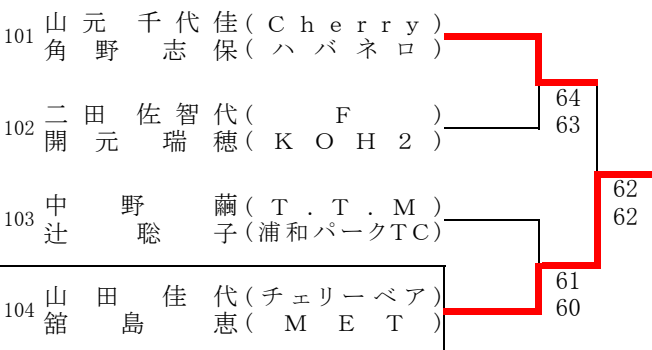 101 山元 千代佳(Cherry)
角野 志保(ハバネロ)
64
63
102 二田 佐智代(F)
開元 瑞穂(KOH2)
62
62
103 中野 繭(T.T.M)
辻 聡子(浦和パークTC)
61
60
104 山田 佳代(チェリーベア)
舘島 恵(MET)